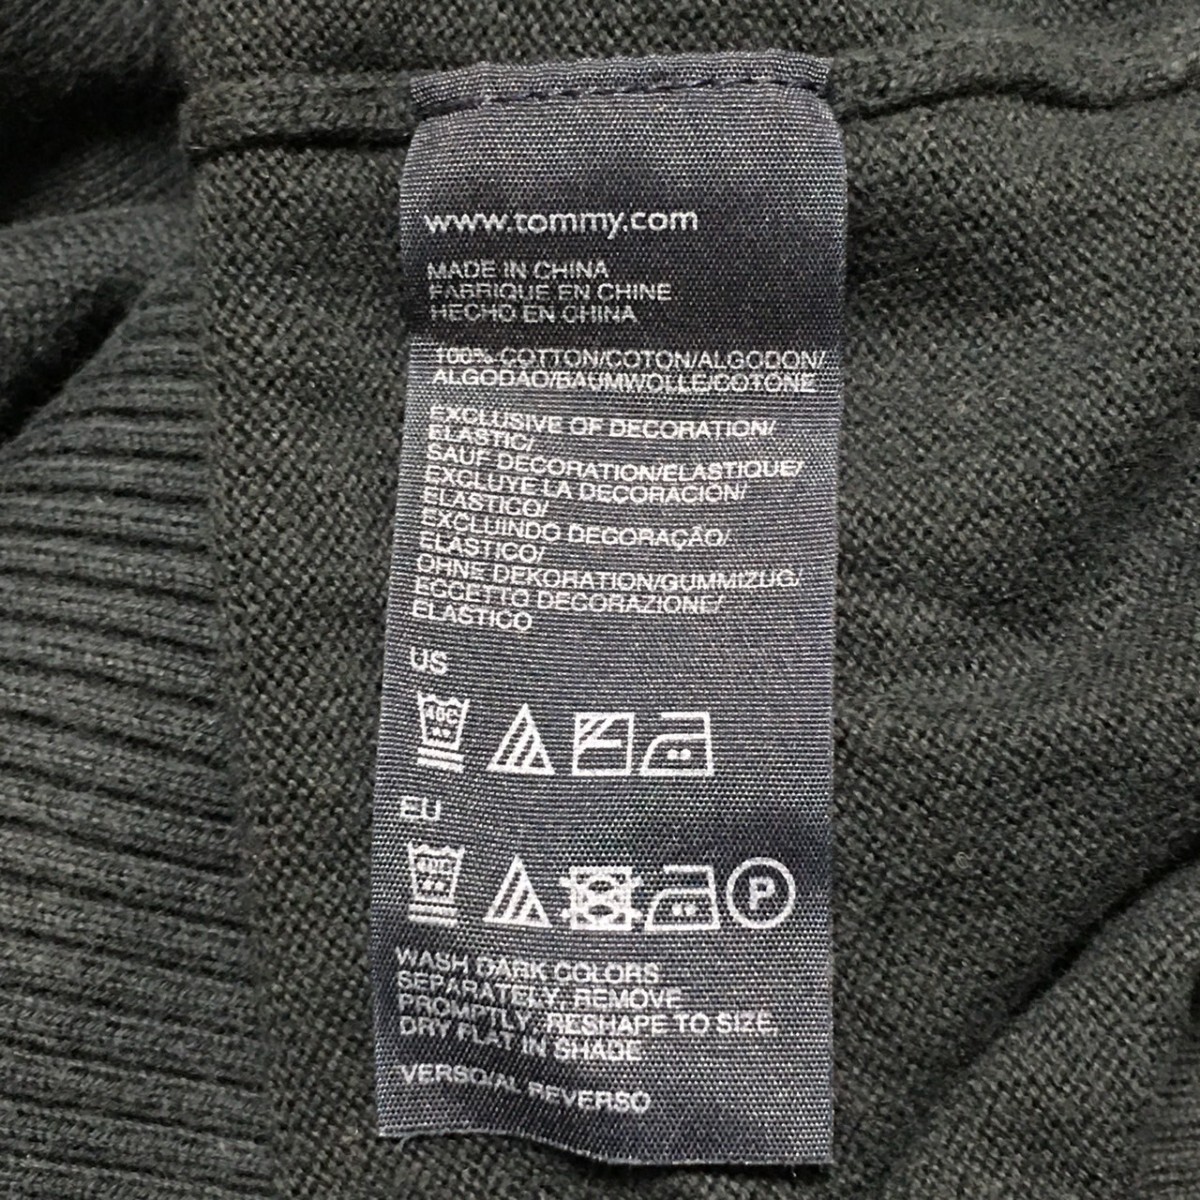 www.tommy.com
MADE IN CHINA
FABRIQUE EN CHINE
HECHO EN CHINA
100% COTTON/COTON/ALGODON/
ALGODAO/BAUMWOLLE/COTONE
EXCLUSIVE OF DECORATION/
ELASTIC/
SAUF DECORATION/ELASTIQUE/
EXCLUYE LA DECORACION/
ELASTICO/
EXCLUINDO DECORAÇÃO/
ELASTICO/
OHNE DEKORATION/GUMMIZUG/
ECCETTO DECORAZIONE/
ELASTICO
US
40C
EU
P
WASH DARK COLORS
SEPARATELY. REMOVE
PROMPTLY. RESHAPE TO SIZE.
DRY FLAT IN SHADE
VERSO/AL REVERSO